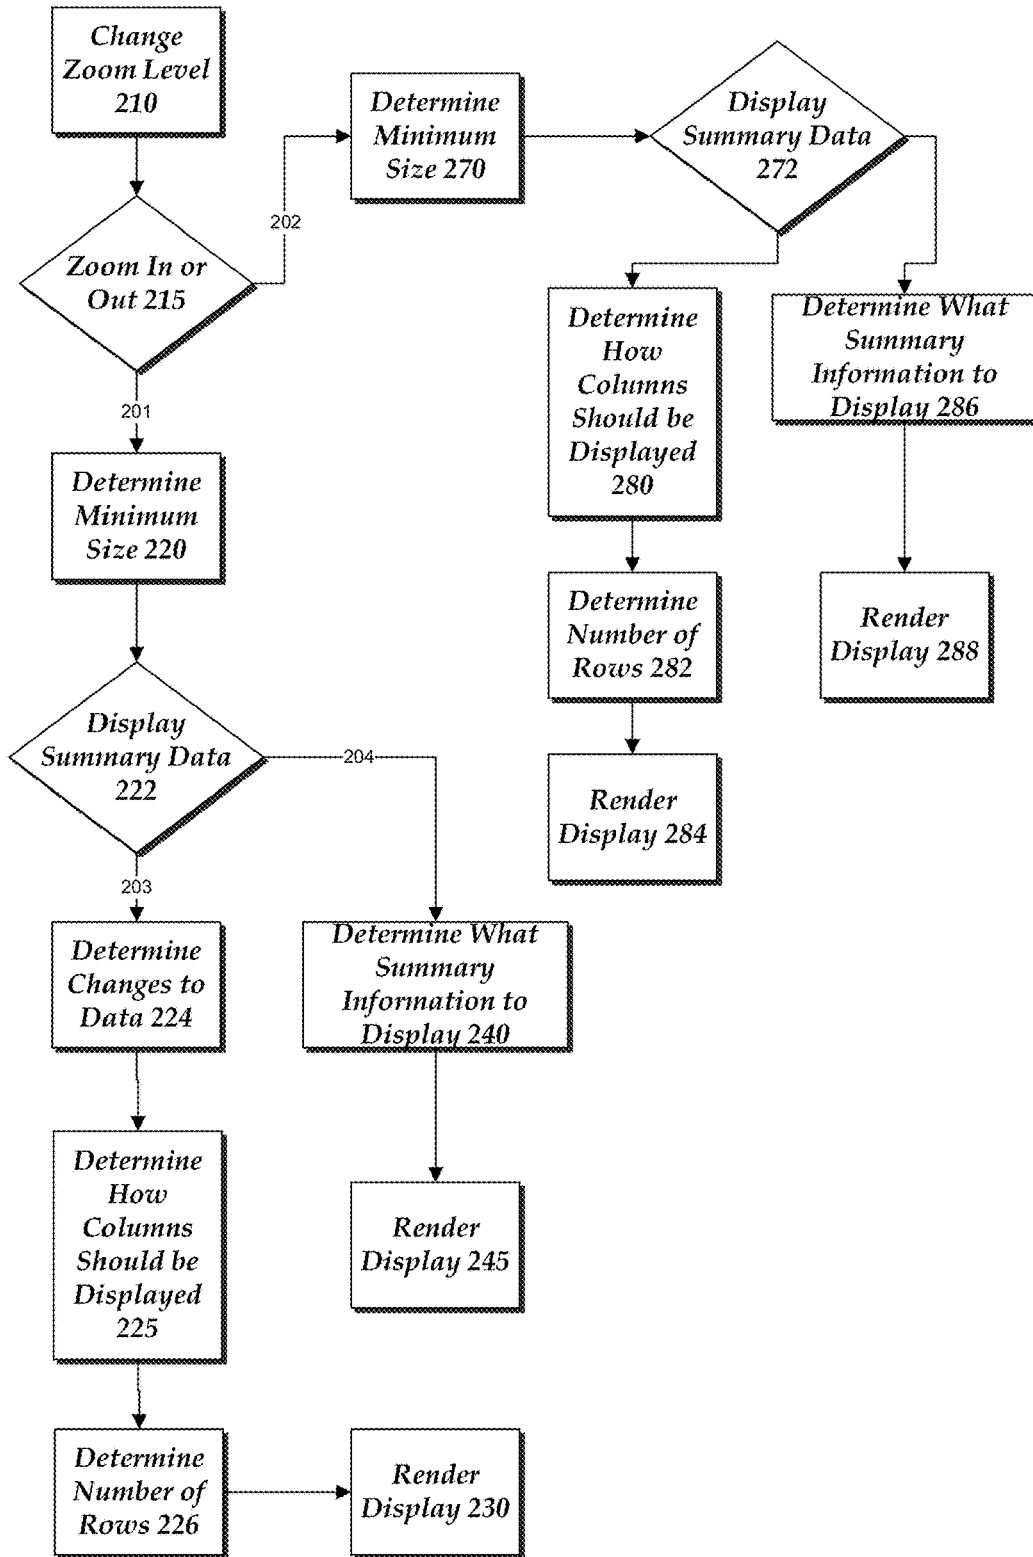 Change
Zoom Level
210
Zoom In or
Out 215
202
Determine
Minimum
Size 270
Display
Summary Data
272
Determine
How
Columns
Should be
Displayed
280
Determine
Number of
Rows 282
Render
Display 284
Determine What
Summary
Information to
Display 286
Render
Display 288
201
Determine
Minimum
Size 220
Display
Summary Data
222
204
203
Determine
Changes to
Data 224
Determine
How
Columns
Should be
Displayed
225
Determine
Number of
Rows 226
Render
Display 230
Determine What
Summary
Information to
Display 240
Render
Display 245